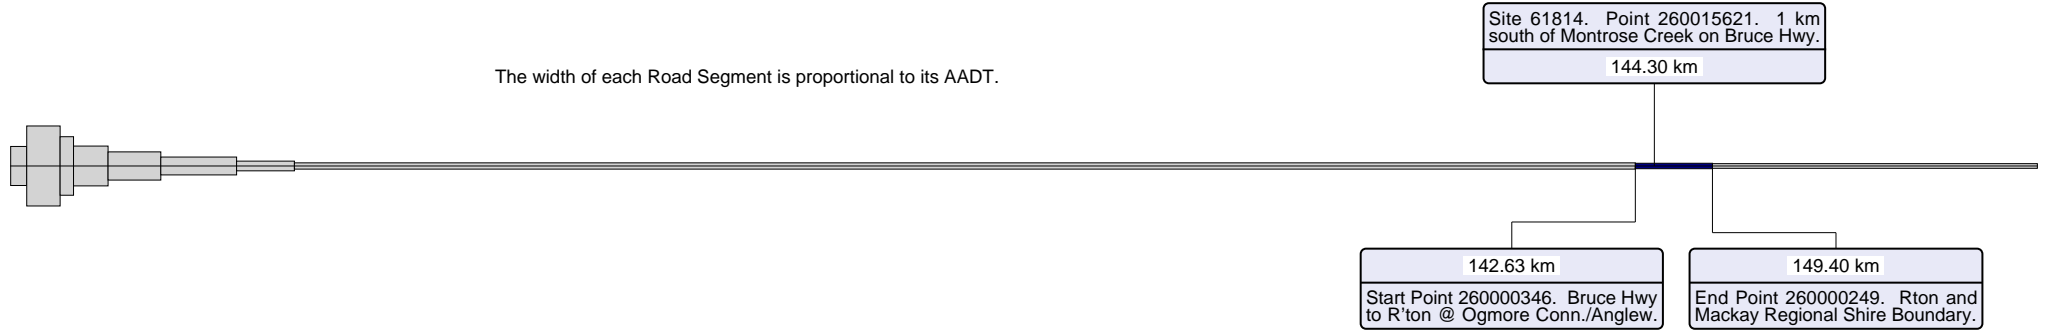 Site 61814. Point 260015621. 1 km
south of Montrose Creek on Bruce Hwy.
144.30 km
The width of each Road Segment is proportional to its AADT.
142.63 km
Start Point 260000346. Bruce Hwy
to R'ton @ Ogmore Conn./Anglew.
149.40 km
End Point 260000249. Rton and
Mackay Regional Shire Boundary.